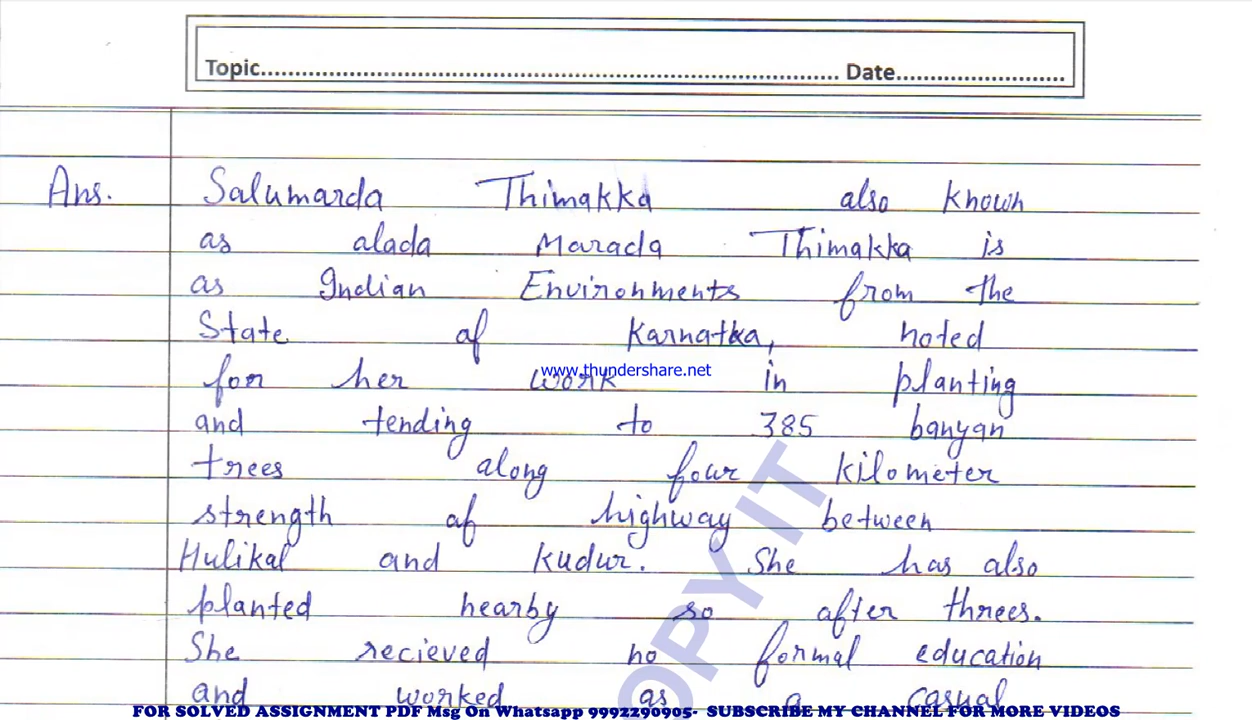 Topic.................................................................................... Date.........................
Ans. Salumarda Thimakka also known
as alada Marada Thimakka is
as Indian Environments from the
State of Karnatka, noted
for her work in planting
www.thundershare.net
and tending to 385 banyan
trees along four kilometer
strength of highway between
Hulikal and Kudur. She has also
planted nearby so after threes.
She recieved no formal education
and worked as a casual
OPY IT
FOR SOLVED ASSIGNMENT PDF Msg On Whatsapp 9992290905- SUBSCRIBE MY CHANNEL FOR MORE VIDEOS